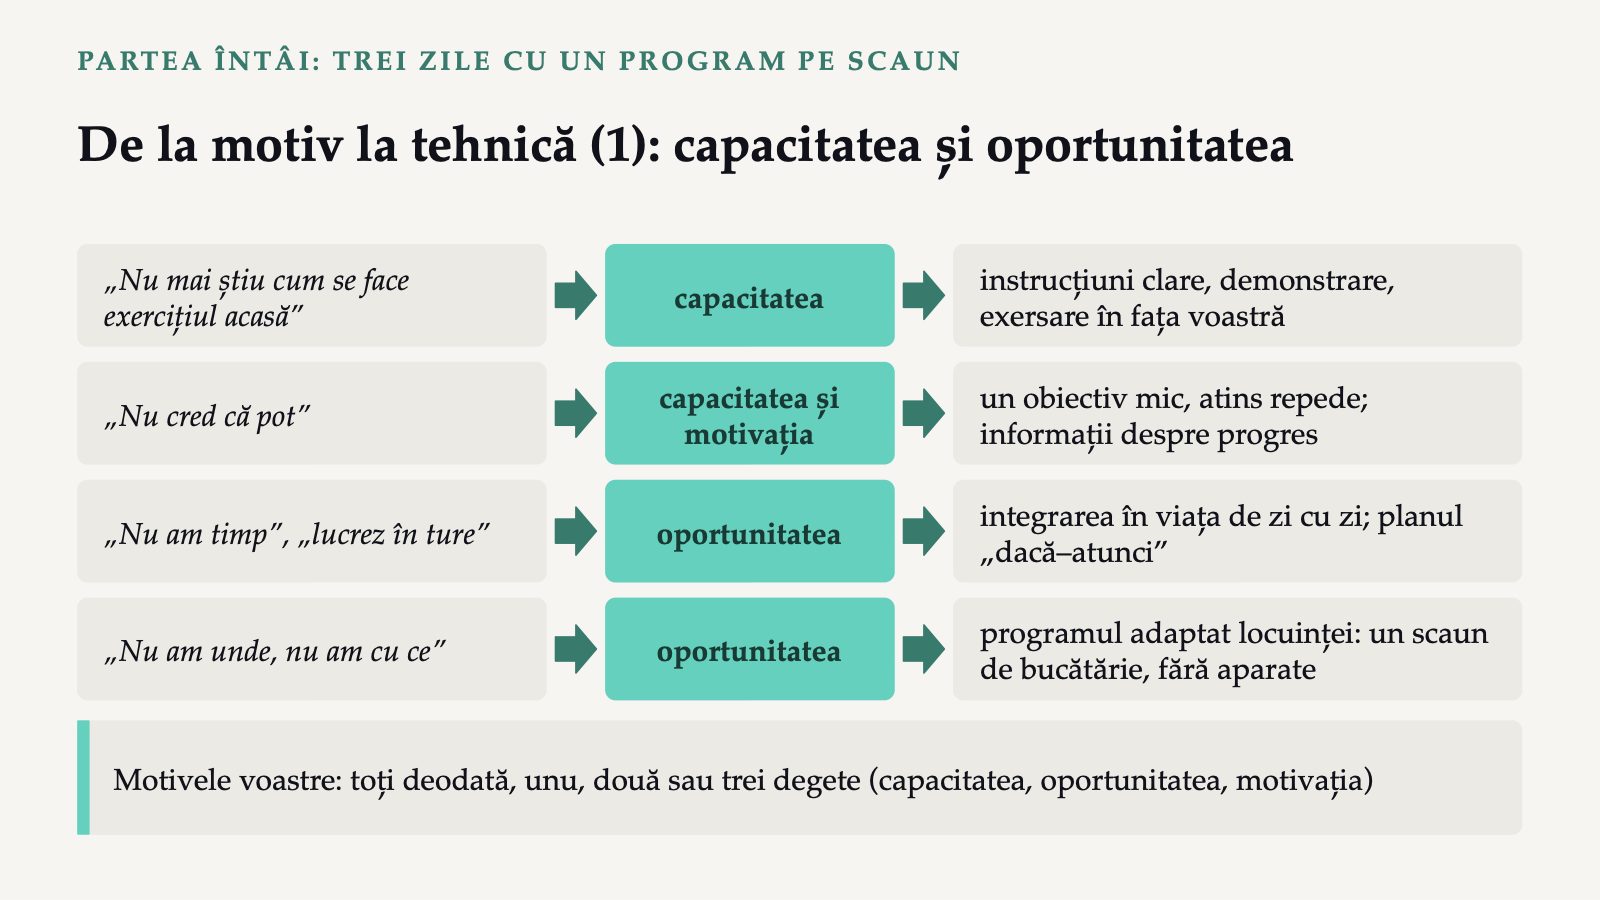 PARTEA ÎNTÂI: TREI ZILE CU UN PROGRAM PE SCAUN
De la motiv la tehnică (1): capacitatea și oportunitatea
„Nu mai știu cum se face
exercițiul acasă”
capacitatea
instrucțiuni clare, demonstrare,
exersare în fața voastră
„Nu cred că pot”
capacitatea și
motivația
un obiectiv mic, atins repede;
informații despre progres
„Nu am timp”, „lucrez în ture”
oportunitatea
integrarea în viața de zi cu zi; planul
„dacă–atunci”
„Nu am unde, nu am cu ce”
oportunitatea
programul adaptat locuinței: un scaun
de bucătărie, fără aparate
Motivele voastre: toți deodată, unu, două sau trei degete (capacitatea, oportunitatea, motivația)